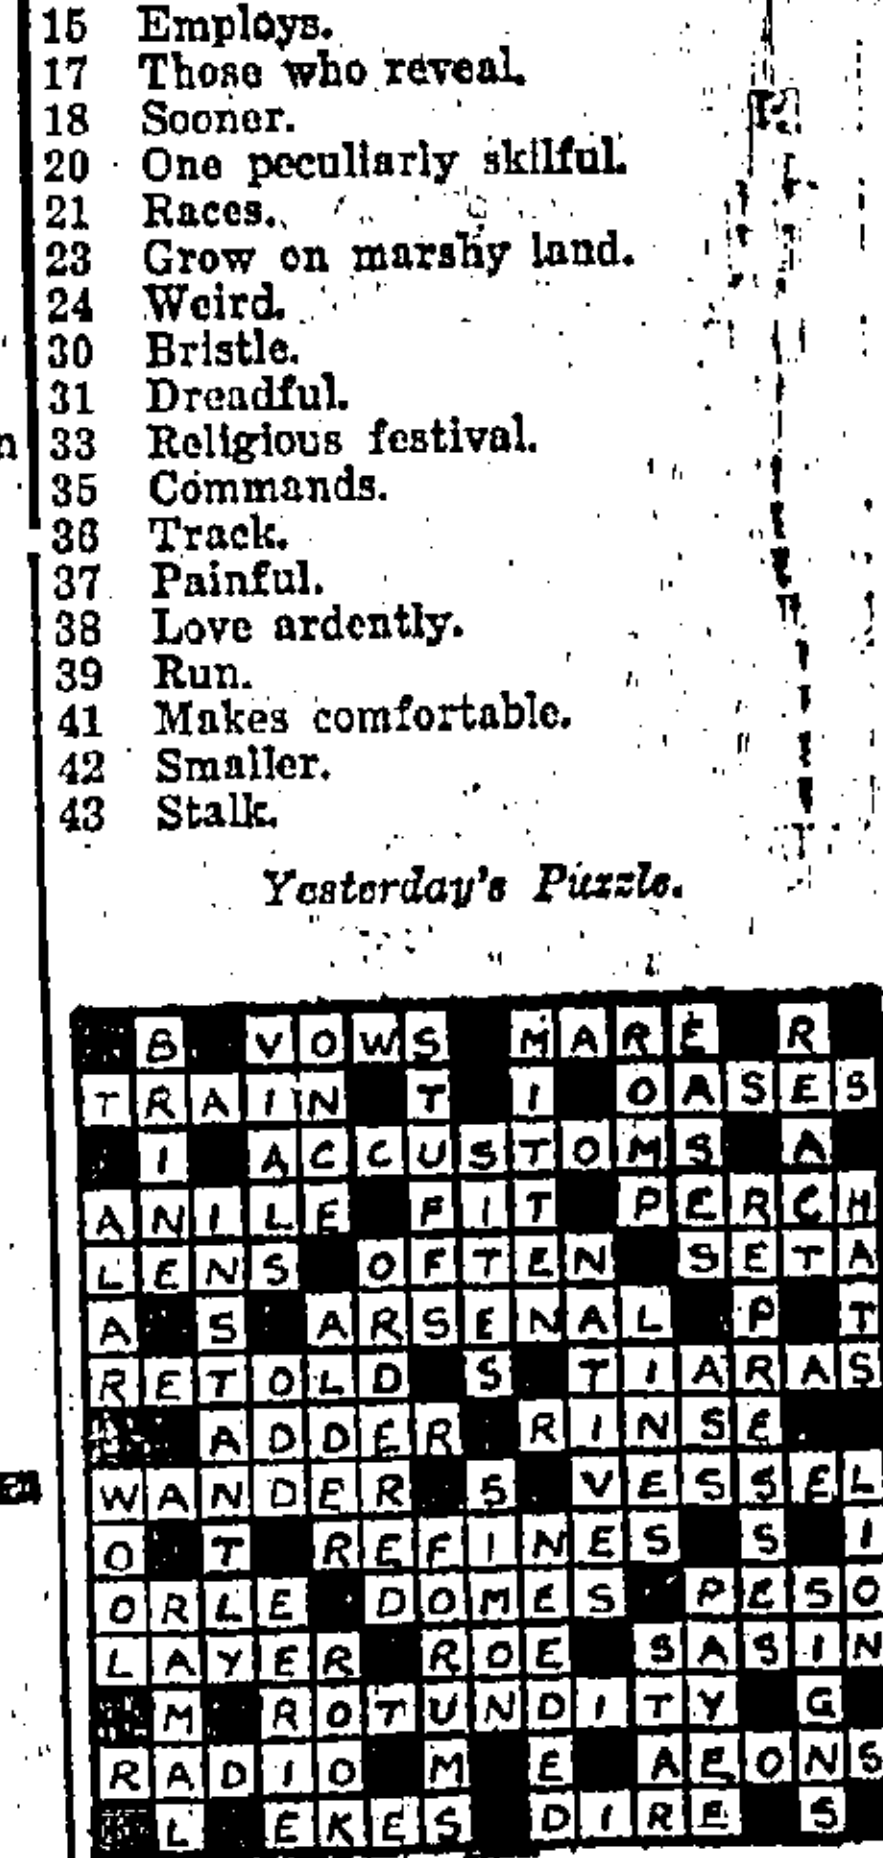 15 Employs.
17 Those who reveal.
18 Sooner.
20 One peculiarly skilful.
21 Races.
23 Grow on marshy land.
24 Weird.
30 Bristle.
31 Dreadful.
33 Religious festival.
35 Commands.
36 Track.
37 Painful.
38 Love ardently.
39 Run.
41 Makes comfortable.
42 Smaller.
43 Stalk.
Yesterday's Puzzle.
B VOWS MARE R
TRAIN T I OASES
I ACCUSTOMS A
ANILE FIT PERCH
LENS OFTEN SETA
A S ARSENAL P T
RETOLD S TIARAS
ADDER RINSE
WANDER S VESSEL
O T REFINES S I
ORLE DOMES PESO
LAYER ROE SASIN
M ROTUNDITY G
RADIO M E AEONS
L EKES DIRE S